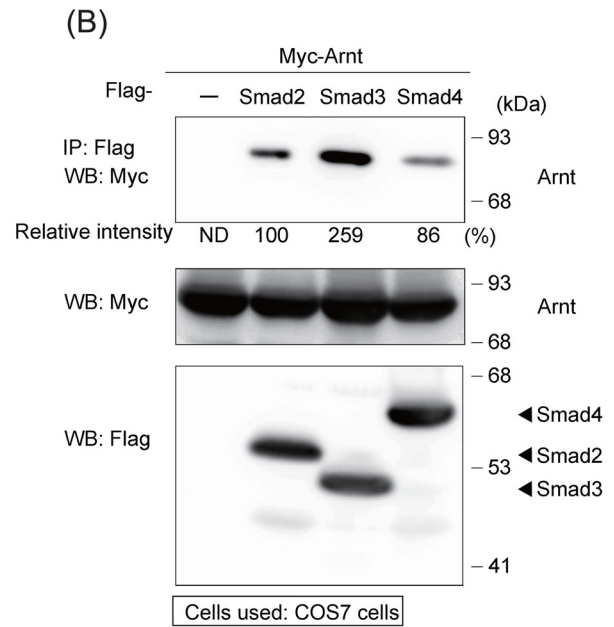 (B)
Myc-Arnt
Flag- – Smad2 Smad3 Smad4 (kDa)
– 93
IP: Flag
WB: Myc Arnt
– 68
Relative intensity ND 100 259 86 (%)
– 93
WB: Myc Arnt
– 68
– 68
◀ Smad4
WB: Flag ◀ Smad2
– 53
◀ Smad3
– 41
Cells used: COS7 cells